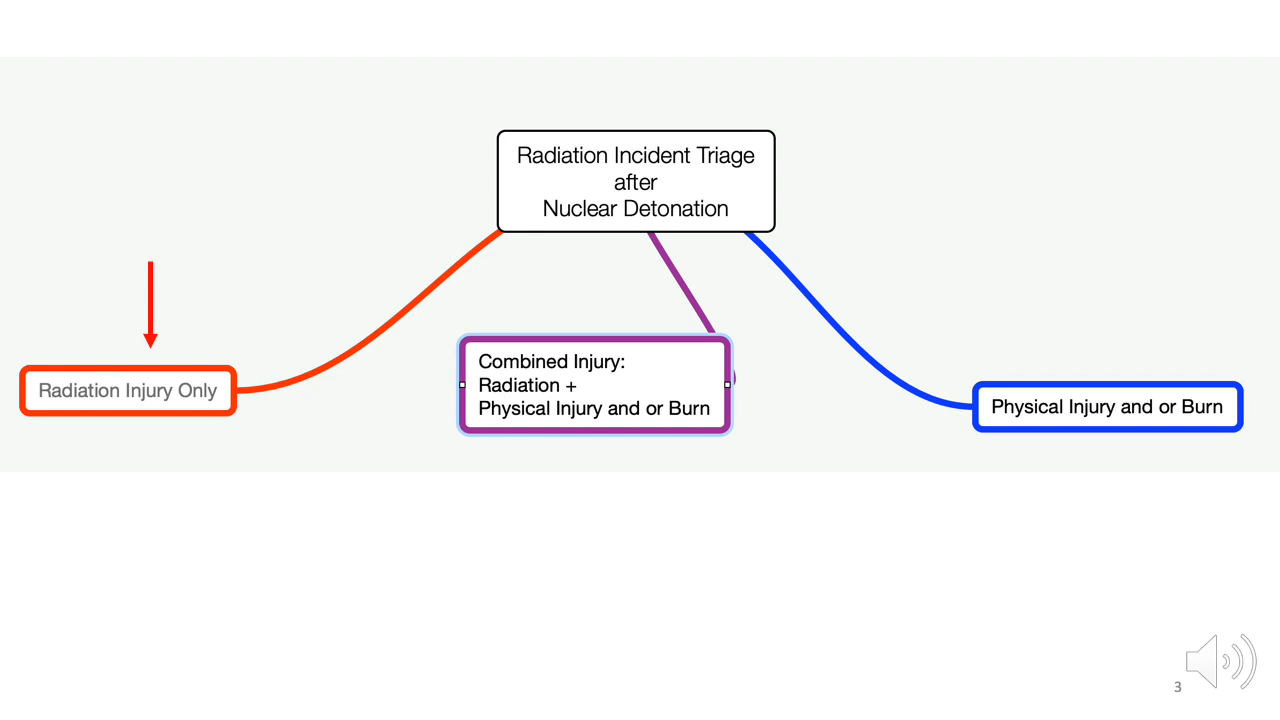 Radiation Incident Triage
after
Nuclear Detonation
Radiation Injury Only
Combined Injury:
Radiation +
Physical Injury and or Burn
Physical Injury and or Burn
3